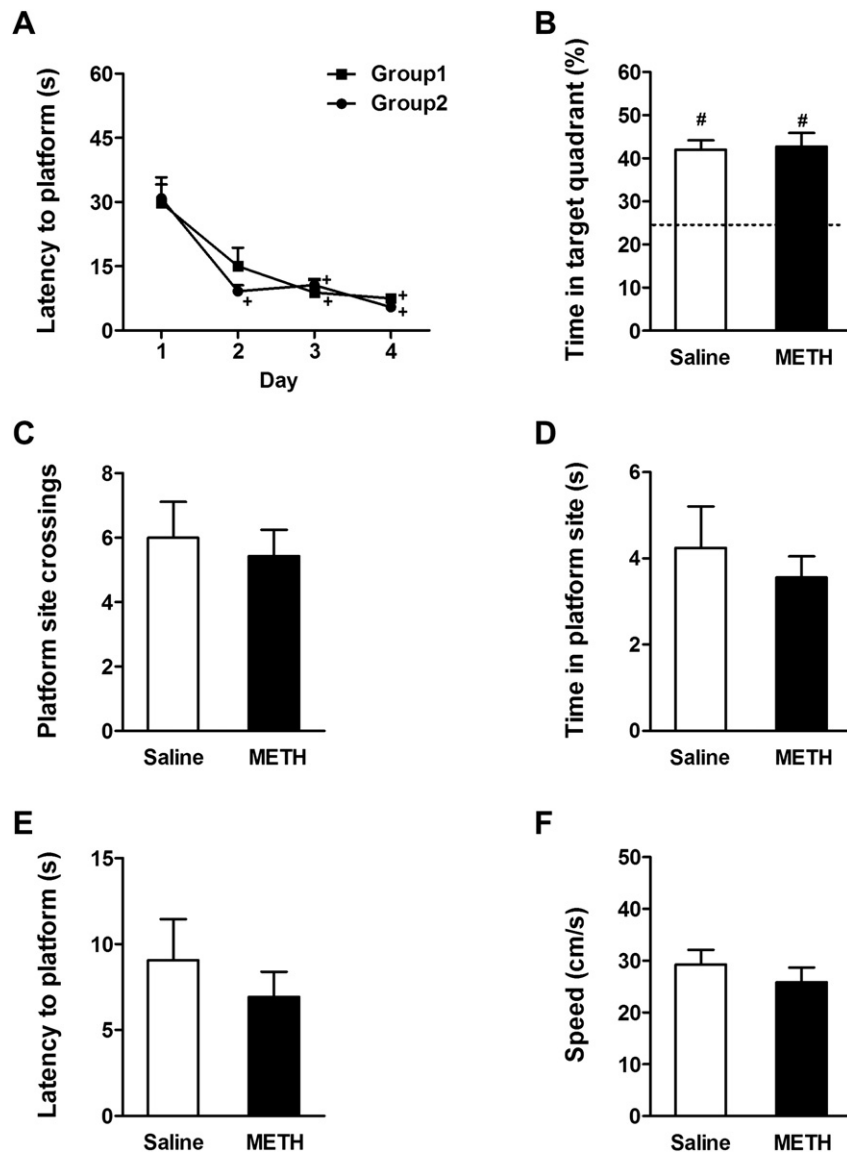 A
Latency to platform (s)
60
45
30
15
0
Group1
Group2
+
+
+
+
+
1
2
3
4
Day
B
Time in target quadrant (%)
60
50
40
30
20
10
0
#
#
Saline
METH
C
Platform site crossings
8
6
4
2
0
Saline
METH
D
Time in platform site (s)
6
4
2
0
Saline
METH
E
Latency to platform (s)
15
10
5
0
Saline
METH
F
Speed (cm/s)
50
40
30
20
10
0
Saline
METH